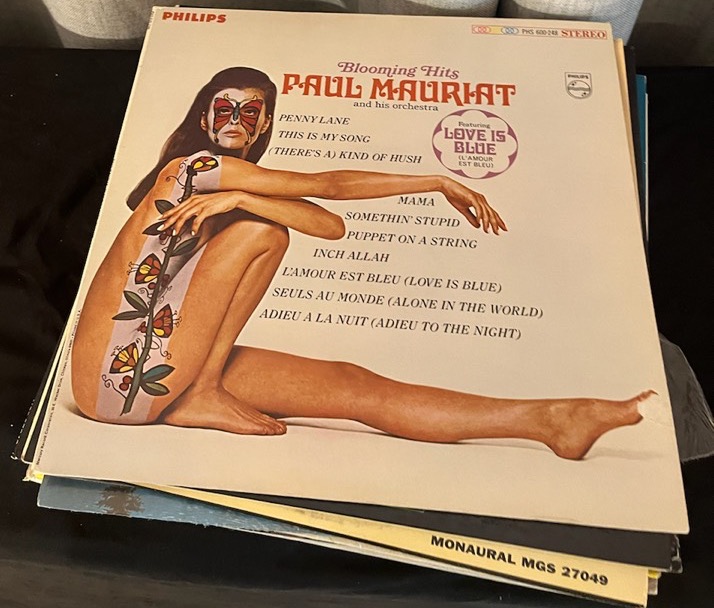 PHILIPS
PHS 600-248 STEREO
Blooming Hits
PAUL MAURIAT
and his orchestra
PHILIPS
PENNY LANE
THIS IS MY SONG
(THERE'S A) KIND OF HUSH
Featuring
LOVE IS
BLUE
(L'AMOUR
EST BLEU)
MAMA
SOMETHIN' STUPID
PUPPET ON A STRING
INCH ALLAH
L'AMOUR EST BLEU (LOVE IS BLUE)
SEULS AU MONDE (ALONE IN THE WORLD)
ADIEU A LA NUIT (ADIEU TO THE NIGHT)
MONAURAL MGS 27049